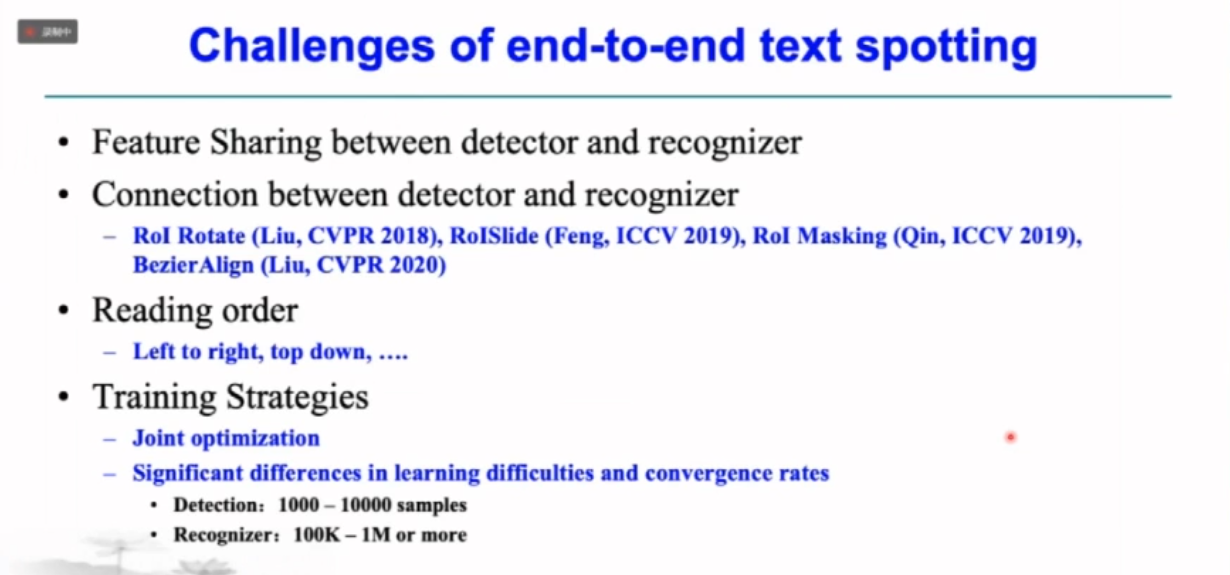 录制中
Challenges of end-to-end text spotting
• Feature Sharing between detector and recognizer
• Connection between detector and recognizer
– RoI Rotate (Liu, CVPR 2018), RoISlide (Feng, ICCV 2019), RoI Masking (Qin, ICCV 2019),
BezierAlign (Liu, CVPR 2020)
• Reading order
– Left to right, top down, ….
• Training Strategies
– Joint optimization
– Significant differences in learning difficulties and convergence rates
• Detection：1000 – 10000 samples
• Recognizer：100K – 1M or more